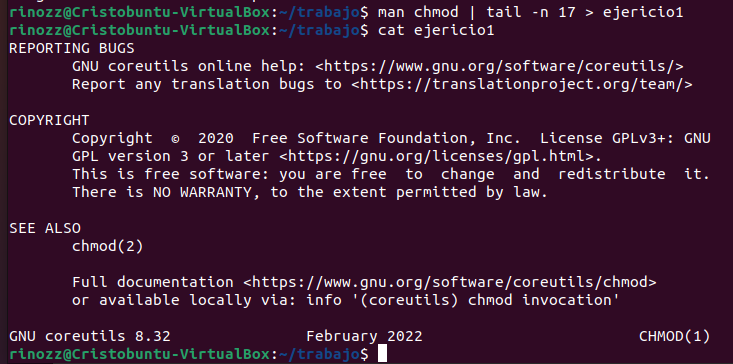 rinozz@Cristobuntu-VirtualBox:~/trabajo$ man chmod | tail -n 17 > ejericio1
rinozz@Cristobuntu-VirtualBox:~/trabajo$ cat ejericio1
REPORTING BUGS
       GNU coreutils online help: <https://www.gnu.org/software/coreutils/>
       Report any translation bugs to <https://translationproject.org/team/>

COPYRIGHT
       Copyright  ©  2020  Free Software Foundation, Inc.  License GPLv3+: GNU
       GPL version 3 or later <https://gnu.org/licenses/gpl.html>.
       This is free software: you are free  to  change  and  redistribute  it.
       There is NO WARRANTY, to the extent permitted by law.

SEE ALSO
       chmod(2)

       Full documentation <https://www.gnu.org/software/coreutils/chmod>
       or available locally via: info '(coreutils) chmod invocation'

GNU coreutils 8.32               February 2022                        CHMOD(1)
rinozz@Cristobuntu-VirtualBox:~/trabajo$